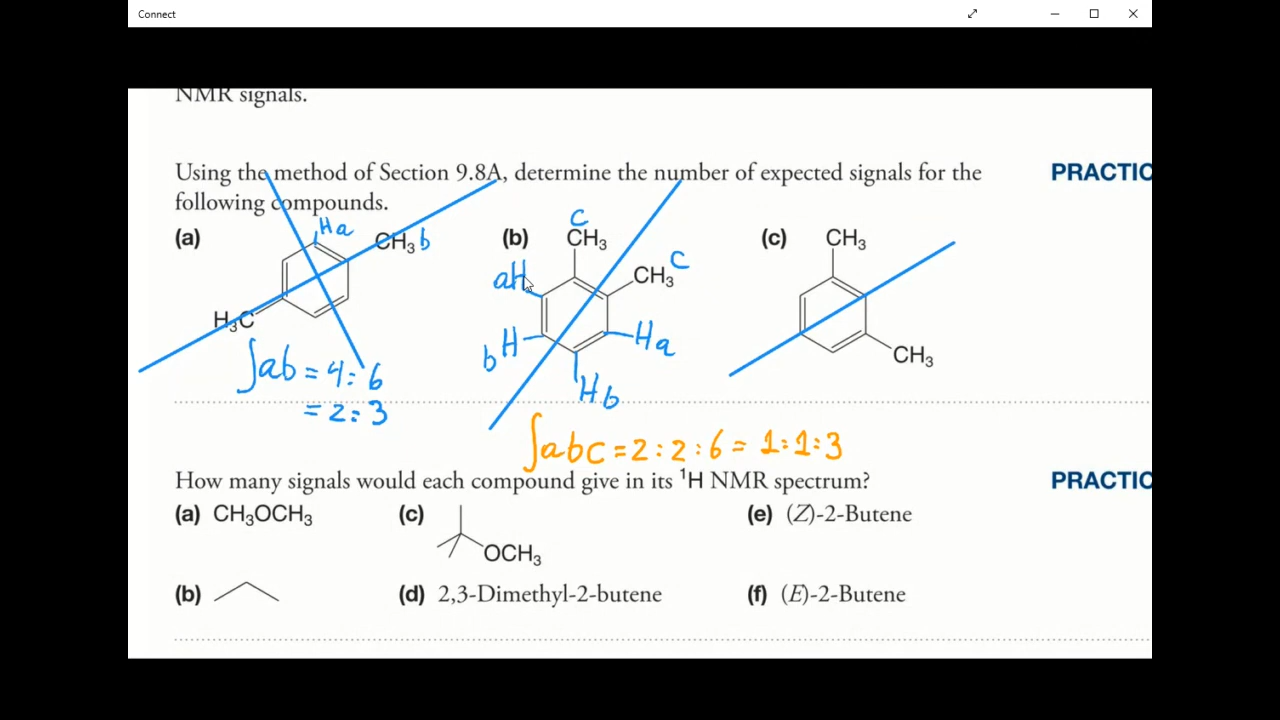 Connect
NMR signals.
Using the method of Section 9.8A, determine the number of expected signals for the PRACTIC
following compounds.
(a) Ha CH₃ b H₃C
∫ab = 4:6
= 2:3
(b) c CH₃ CH₃ c aH bH Ha Hb
(c) CH₃ CH₃
∫abc = 2:2:6 = 1:1:3
How many signals would each compound give in its ¹H NMR spectrum? PRACTIC
(a) CH₃OCH₃ (c) OCH₃ (e) (Z)-2-Butene
(b) (d) 2,3-Dimethyl-2-butene (f) (E)-2-Butene